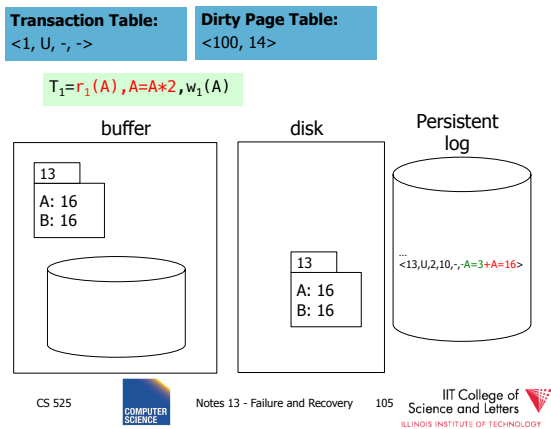 Transaction Table:
<1, U, -, ->
Dirty Page Table:
<100, 14>
T₁=r₁(A),A=A*2,w₁(A)
buffer
disk
Persistent
log
13
A: 16
B: 16
13
A: 16
B: 16
...
<13,U,2,10,-,-A=3+A=16>
CS 525
COMPUTER
SCIENCE
Notes 13 - Failure and Recovery
105
IIT College of
Science and Letters
ILLINOIS INSTITUTE OF TECHNOLOGY